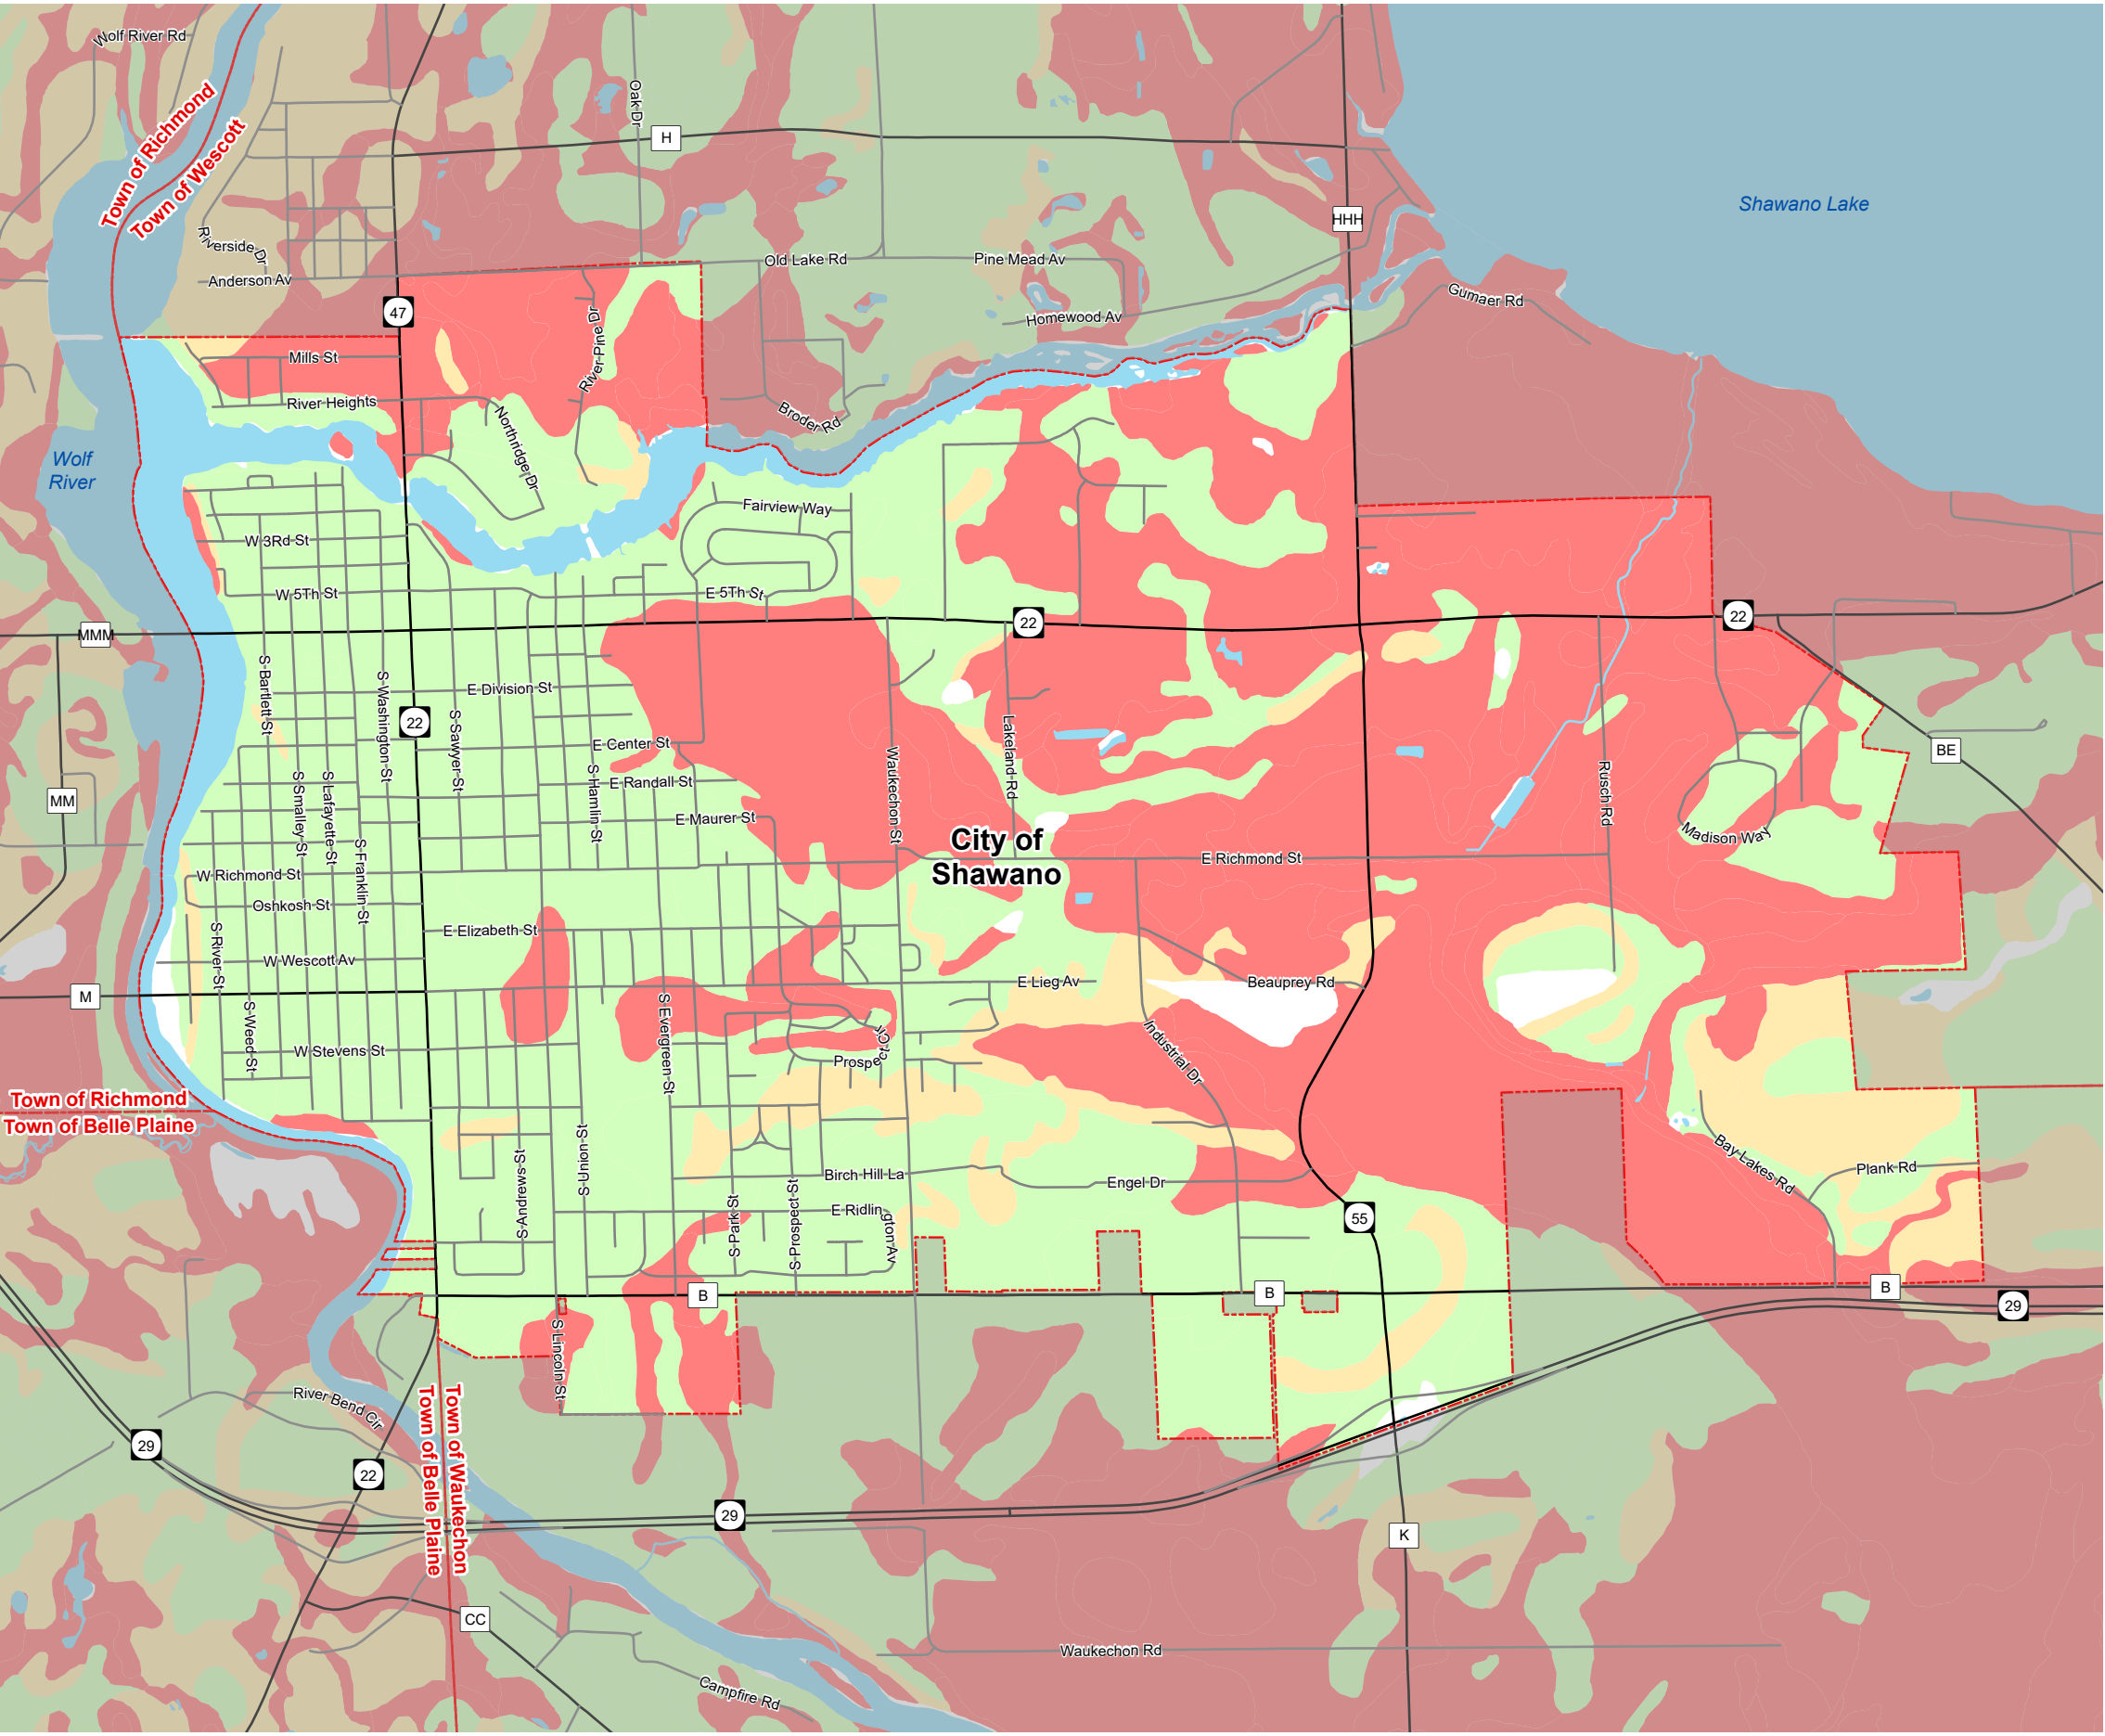 Wolf River Rd
Town of Richmond
Town of Wescott
Oak Dr
H
HHH
Shawano Lake
Riverside Dr
Anderson Av
Old Lake Rd
Pine Mead Av
47
Gumaer Rd
Homewood Av
Mills St
River Pine Dr
River Heights
Northridge Dr
Broder Rd
Wolf
River
Fairview Way
W 3Rd St
W 5Th St
E 5Th St
22
22
MMM
S Bartlett St
S Washington St
E Division St
22
S Sawyer St
E Center St
Lakeland Rd
Waukechon St
BE
MM
S Smalley St
S Lafayette St
S Hamlin St
E Randall St
Rusch Rd
E Maurer St
Madison Way
City of
Shawano
S Franklin St
E Richmond St
W Richmond St
Oshkosh St
E Elizabeth St
S River St
W Wescott Av
M
E Lieg Av
Beauprey Rd
S Evergreen St
S Weed St
W Stevens St
Prospect Cir
Industrial Dr
Town of Richmond
Town of Belle Plaine
S Union St
S Andrews St
Birch Hill La
Engel Dr
Bay Lakes Rd
Plank Rd
S Park St
S Prospect St
E Ridlington Av
55
B
B
B
29
S Lincoln St
River Bend Cir
Town of Belle Plaine
Town of Waukechon
29
22
29
K
CC
Waukechon Rd
Campfire Rd